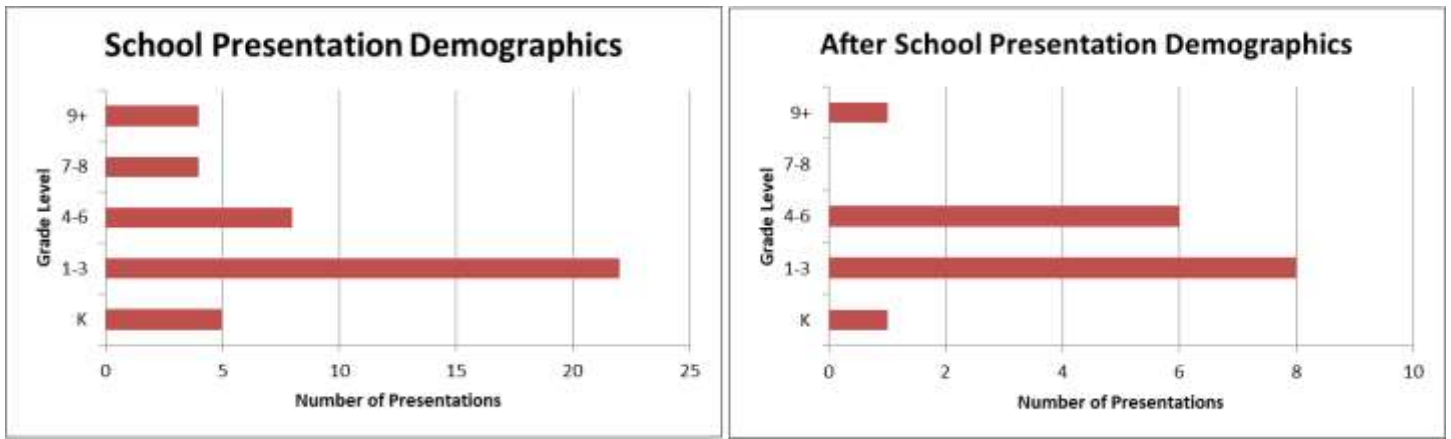 School Presentation Demographics
Grade Level
9+
7-8
4-6
1-3
K
0 5 10 15 20 25
Number of Presentations
After School Presentation Demographics
Grade Level
9+
7-8
4-6
1-3
K
0 2 4 6 8 10
Number of Presentations